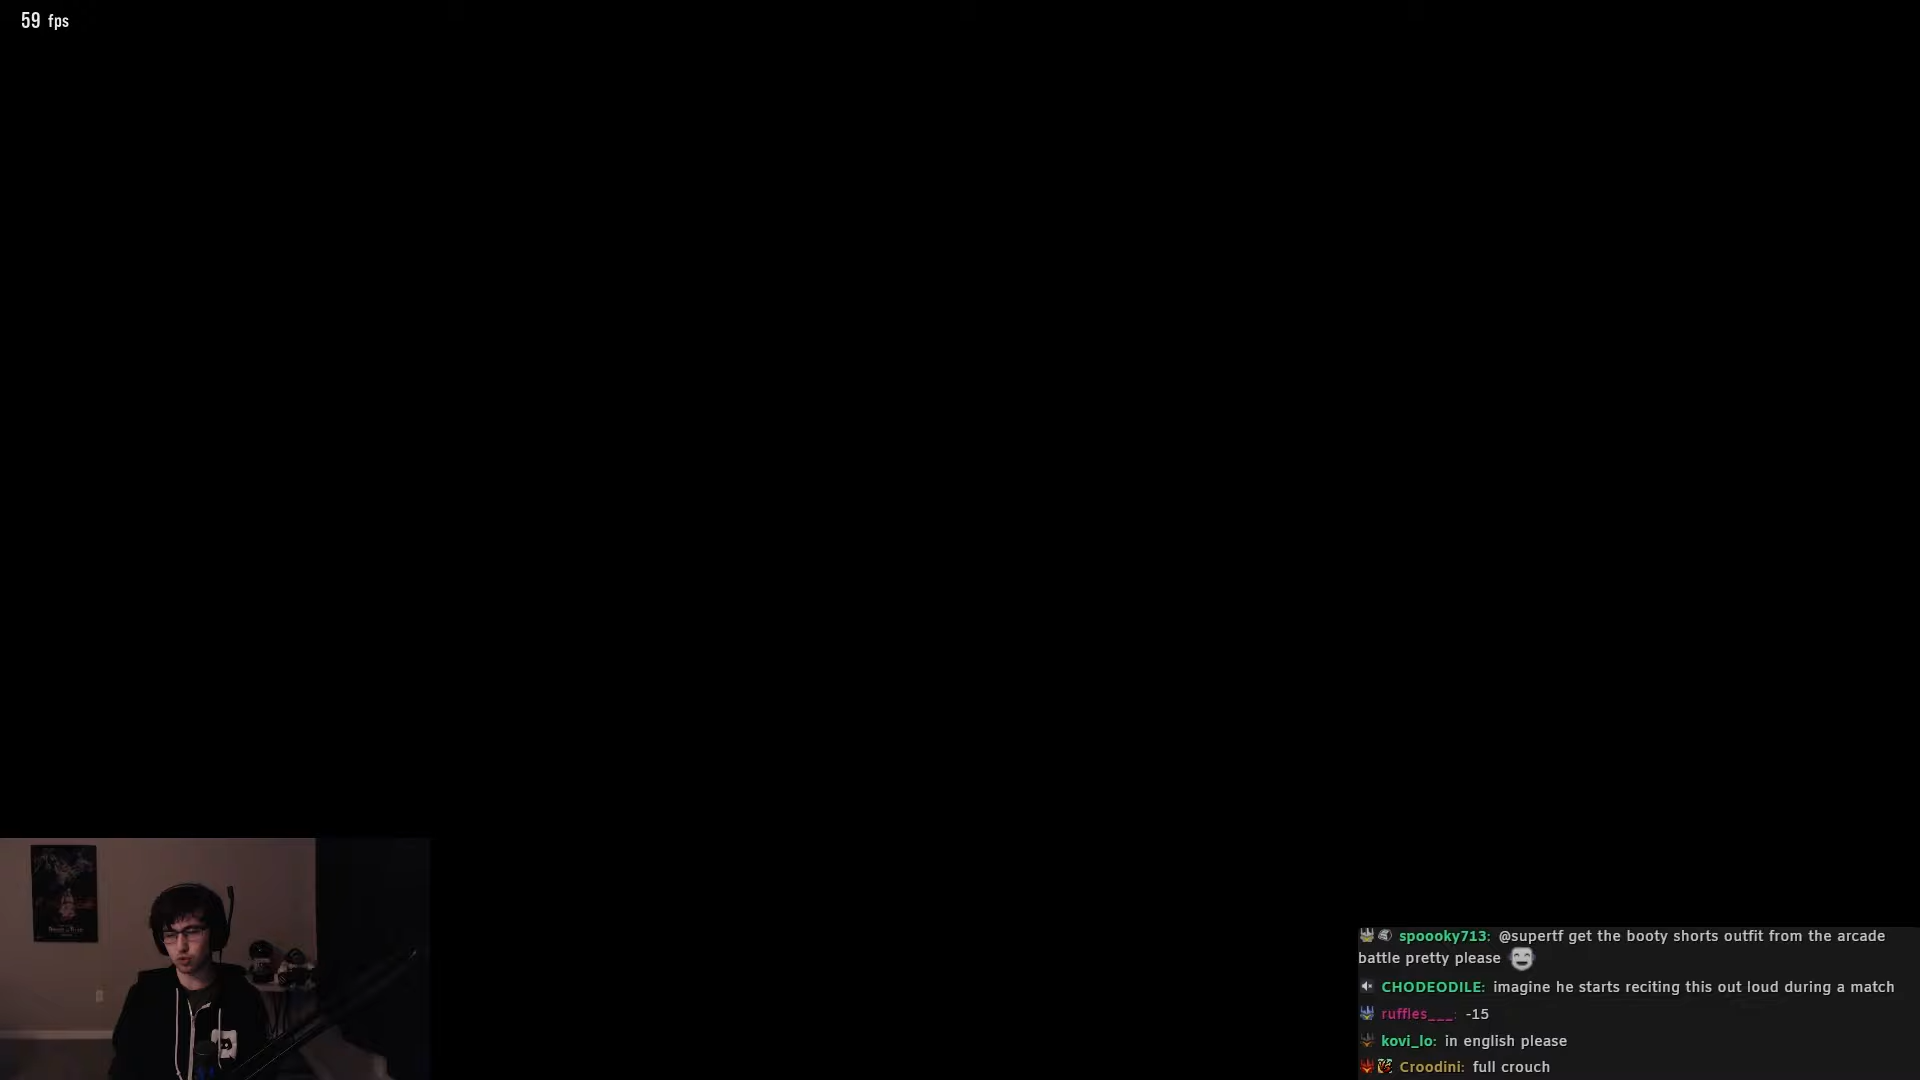 59 fps
spoooky713: @supertf get the booty shorts outfit from the arcade
battle pretty please
CHODEODILE: imagine he starts reciting this out loud during a match
ruffles___: -15
kovi_lo: in english please
Croodini: full crouch